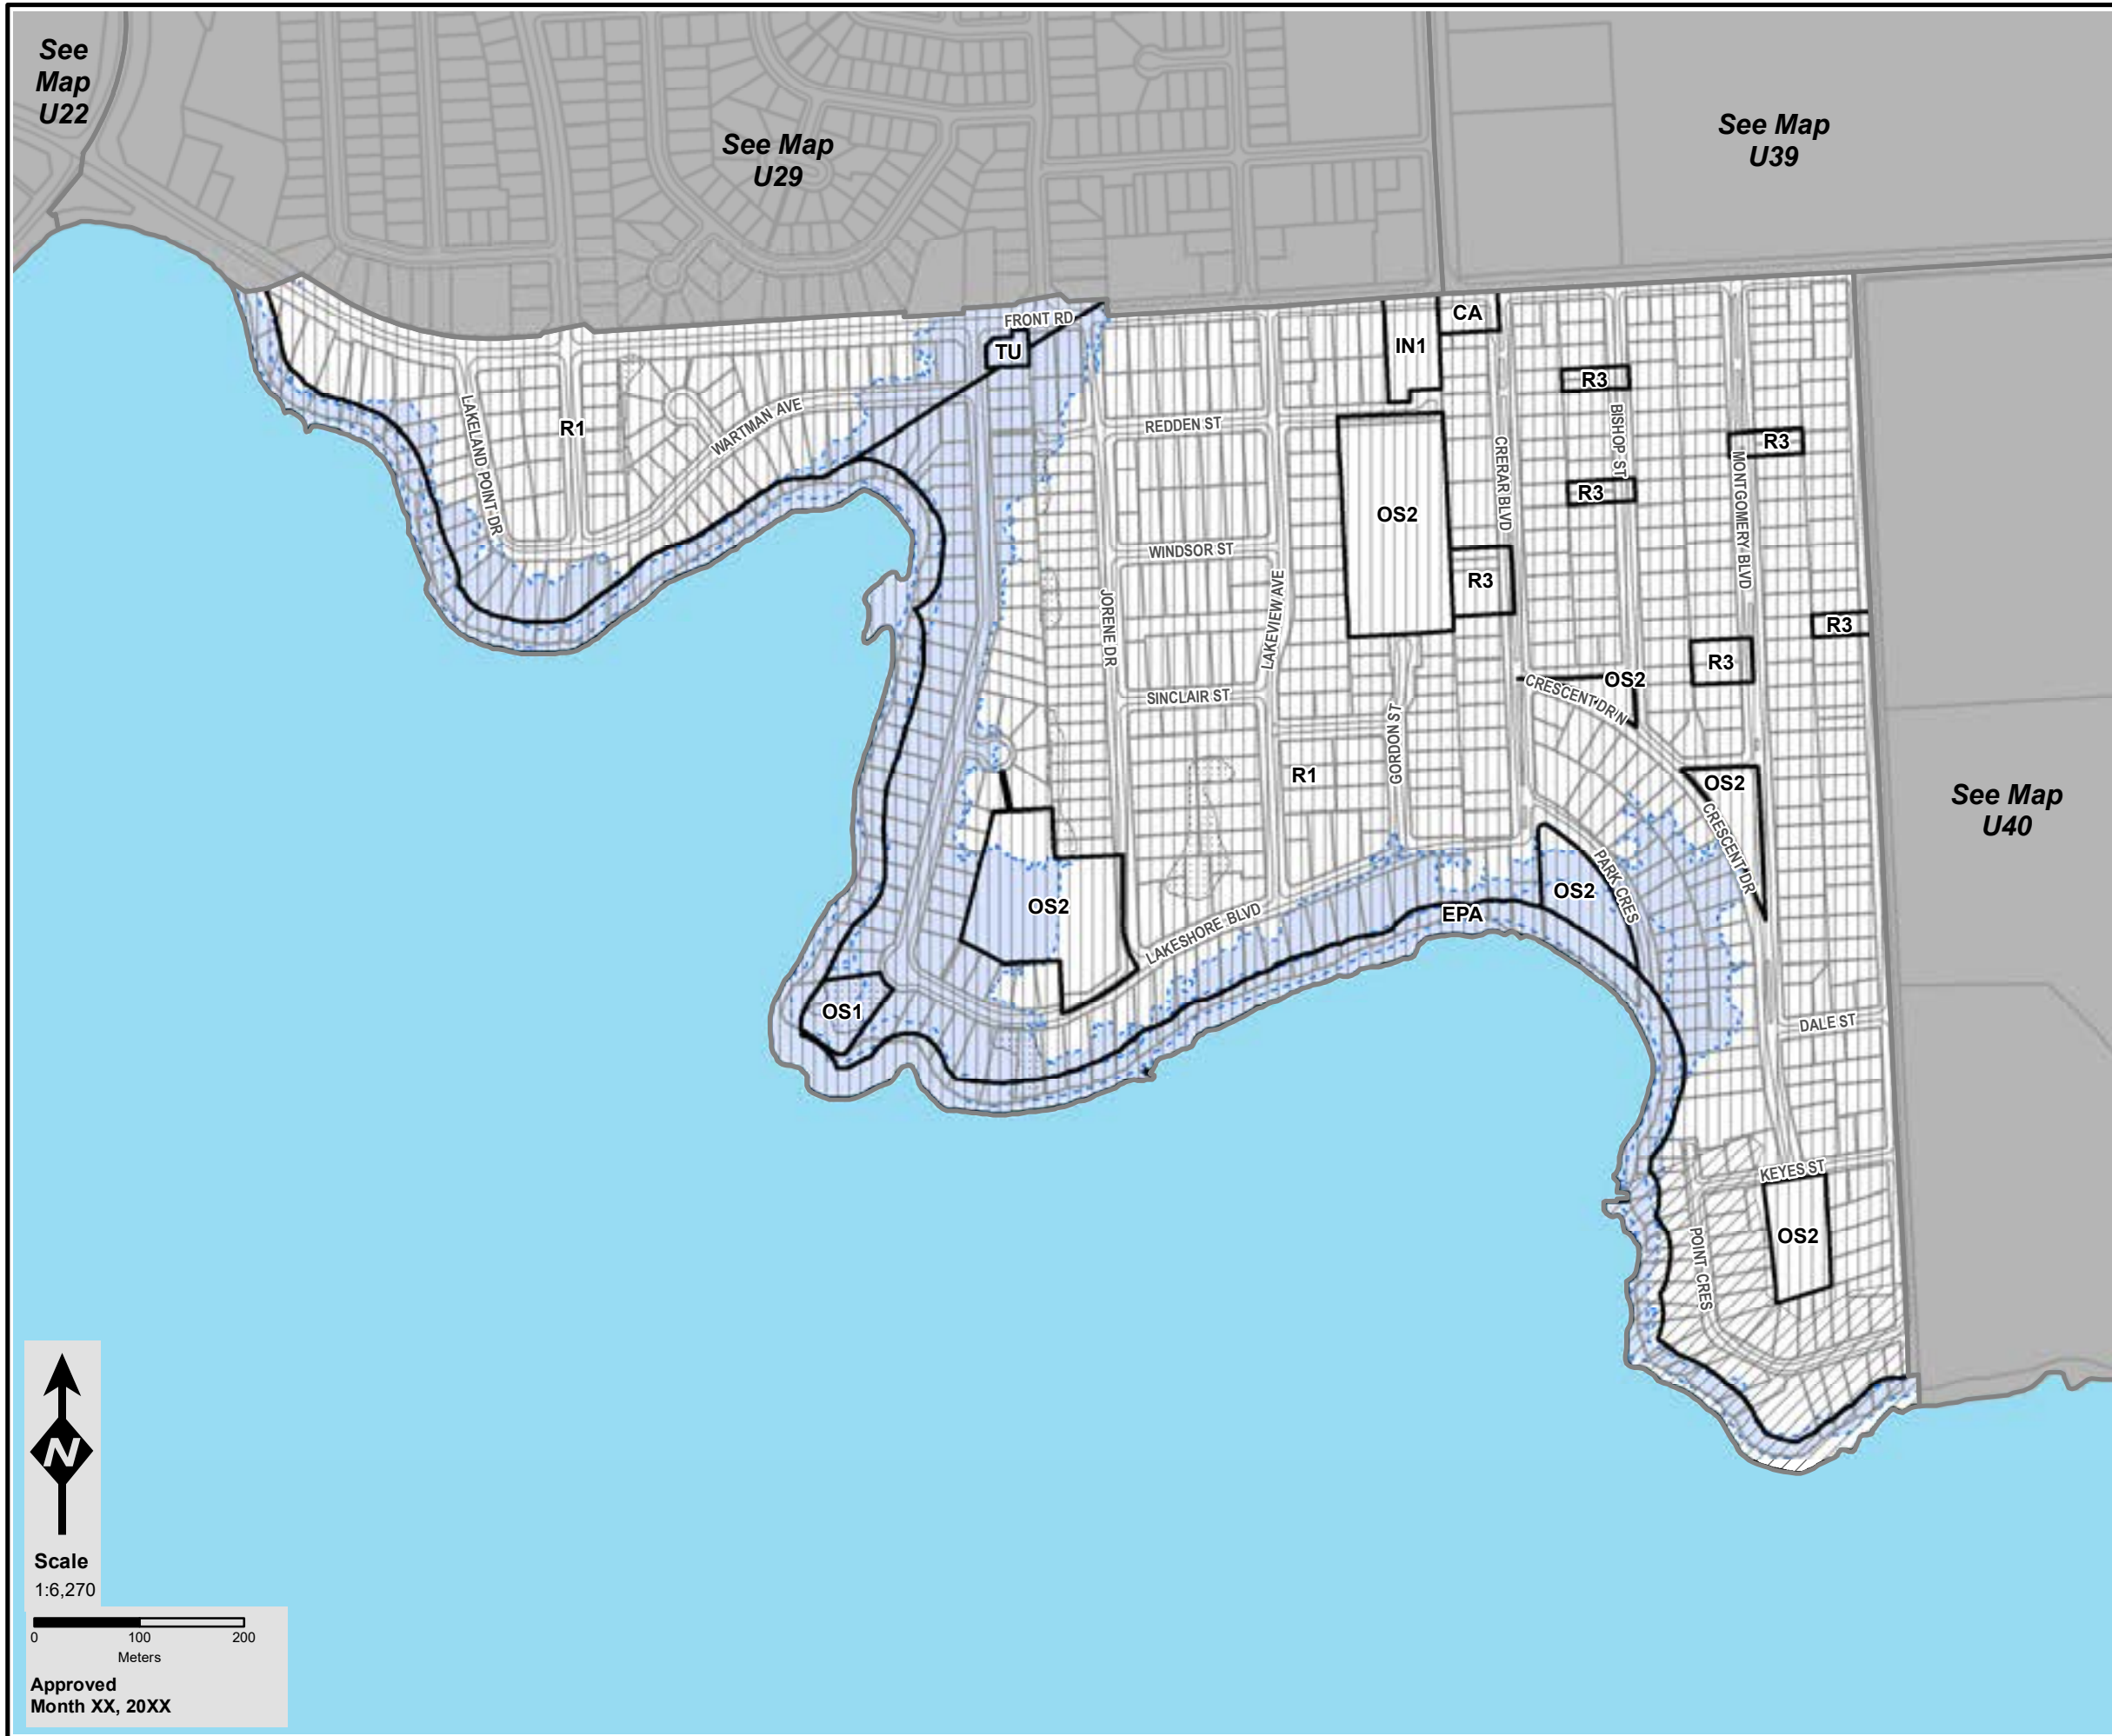 See
Map
U22
See Map
U29
See Map
U39
FRONT RD
TU
CA
IN1
R3
LAKELAND POINT DR
R1
WARTMAN AVE
REDDEN ST
BISHOP ST
R3
CRERAR BLVD
MONTGOMERY BLVD
R3
OS2
WINDSOR ST
R3
JORENE DR
LAKEVIEW AVE
R3
R3
OS2
CRESCENT DR N
SINCLAIR ST
GORDON ST
R1
OS2
CRESCENT DR
See Map
U40
PARK CRES
OS2
OS2
EPA
LAKESHORE BLVD
OS1
DALE ST
KEYES ST
OS2
POINT CRES
N
Scale
1:6,270
0 100 200
Meters
Approved
Month XX, 20XX